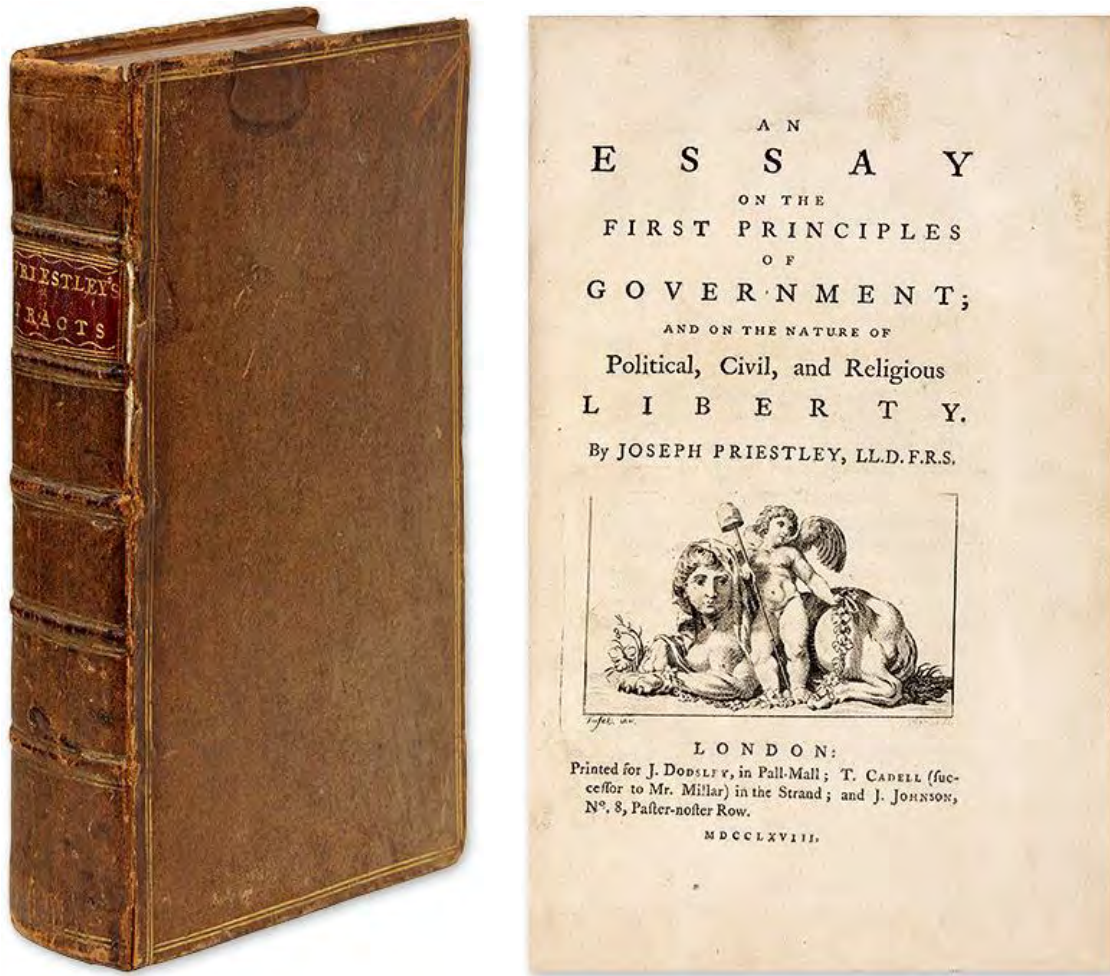 PRIESTLEY'S
TRACTS
AN
ESSAY
ON THE
FIRST PRINCIPLES
OF
GOVERNMENT;
AND ON THE NATURE OF
Political, Civil, and Religious
LIBERTY.
By JOSEPH PRIESTLEY, LL.D. F.R.S.
LONDON:
Printed for J. DODSLEY, in Pall-Mall; T. CADELL (ſuc-
ceſſor to Mr. Millar) in the Strand; and J. JOHNSON,
Nº. 8, Paſter-noſter Row.
MDCCLXVIII.